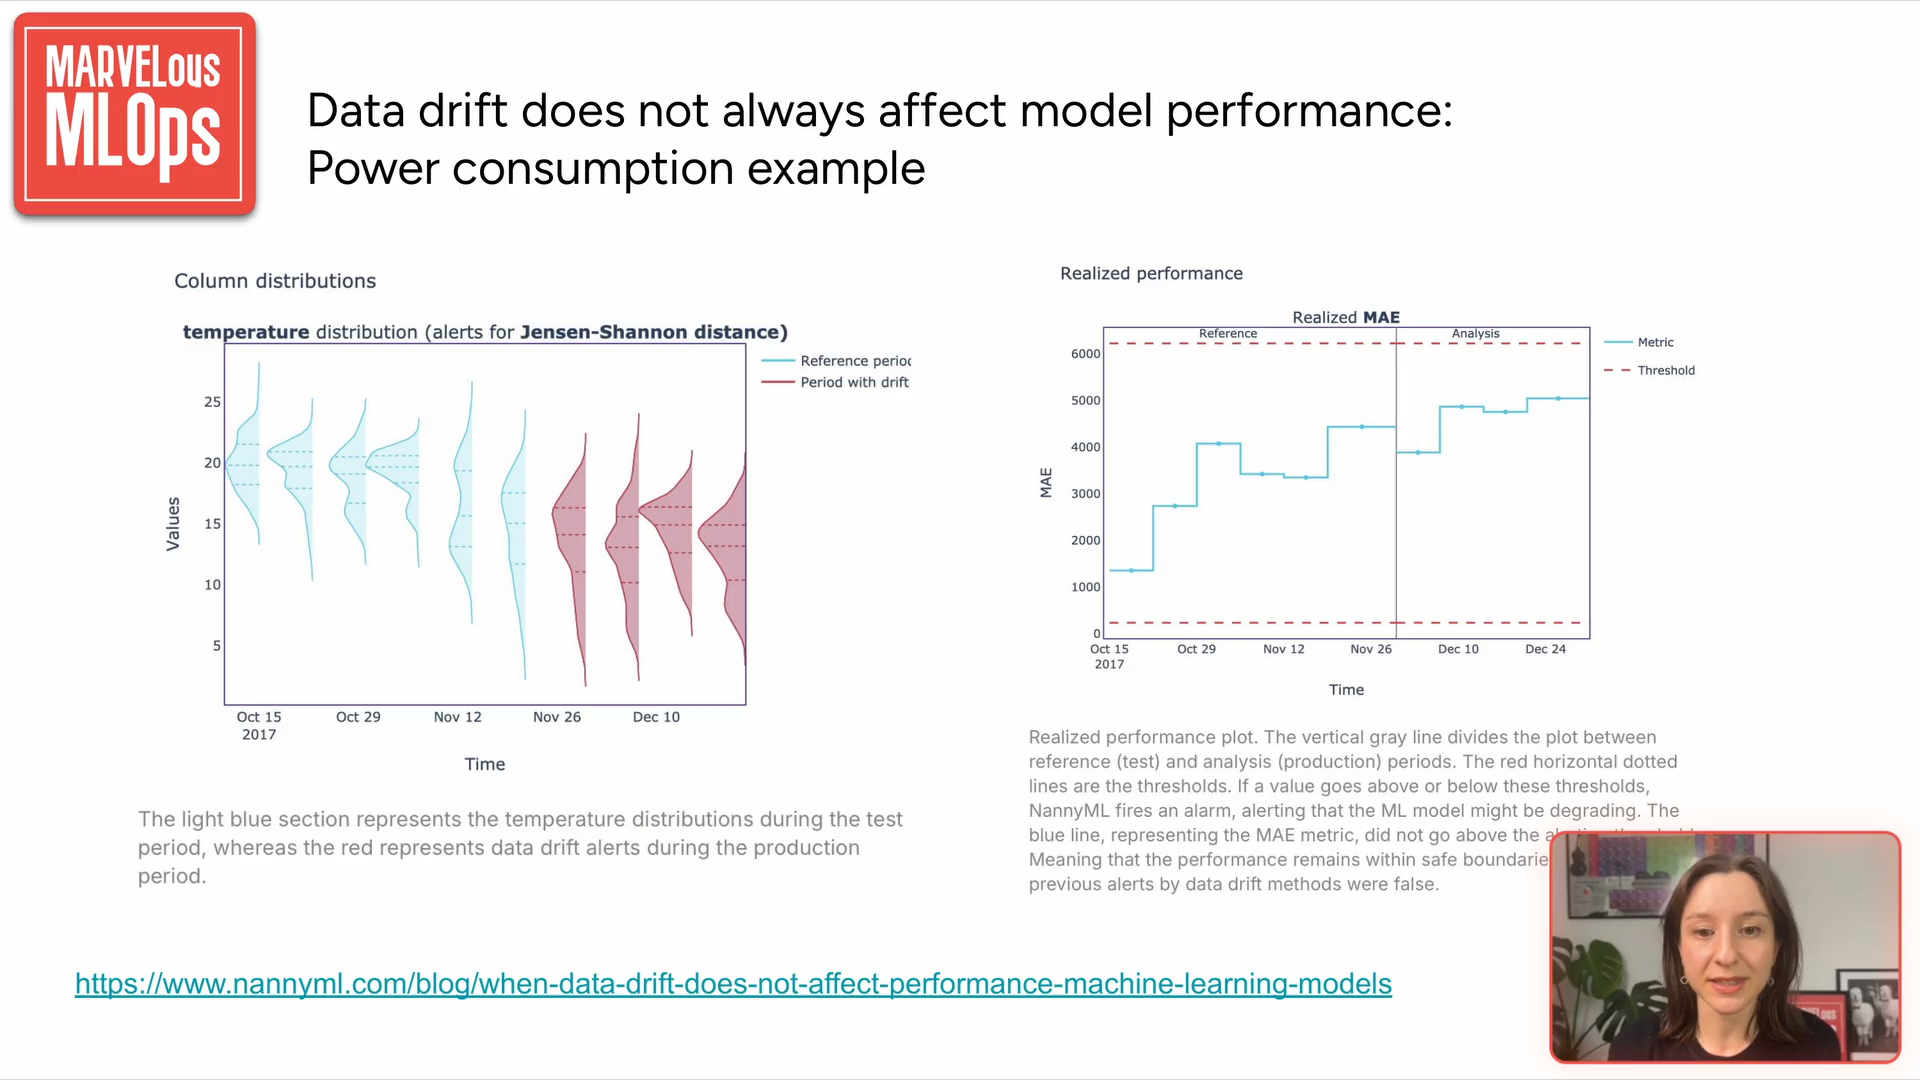 MARVELous
MLOps
Data drift does not always affect model performance:
Power consumption example
Column distributions
temperature distribution (alerts for Jensen-Shannon distance)
Reference perioc
Period with drift
25
20
15
10
5
Values
Oct 15
2017
Oct 29
Nov 12
Nov 26
Dec 10
Time
The light blue section represents the temperature distributions during the test
period, whereas the red represents data drift alerts during the production
period.
Realized performance
Realized MAE
Reference
Analysis
Metric
Threshold
6000
5000
4000
3000
2000
1000
0
MAE
Oct 15
2017
Oct 29
Nov 12
Nov 26
Dec 10
Dec 24
Time
Realized performance plot. The vertical gray line divides the plot between
reference (test) and analysis (production) periods. The red horizontal dotted
lines are the thresholds. If a value goes above or below these thresholds,
NannyML fires an alarm, alerting that the ML model might be degrading. The
blue line, representing the MAE metric, did not go above the
Meaning that the performance remains within safe boundarie
previous alerts by data drift methods were false.
https://www.nannyml.com/blog/when-data-drift-does-not-affect-performance-machine-learning-models